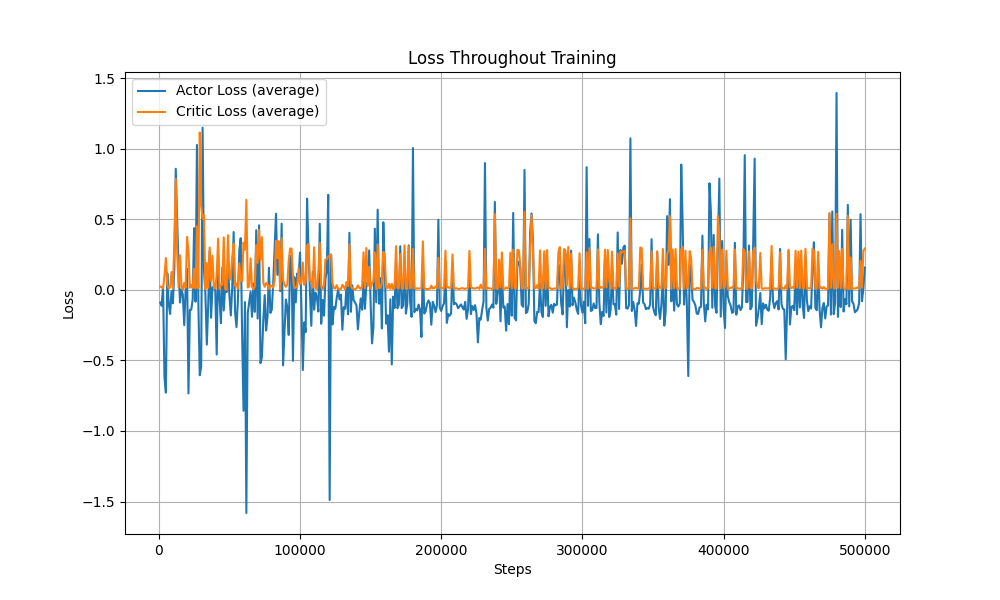 Loss Throughout Training
Actor Loss (average)
Critic Loss (average)
1.5
1.0
0.5
0.0
−0.5
−1.0
−1.5
Loss
0 100000 200000 300000 400000 500000
Steps